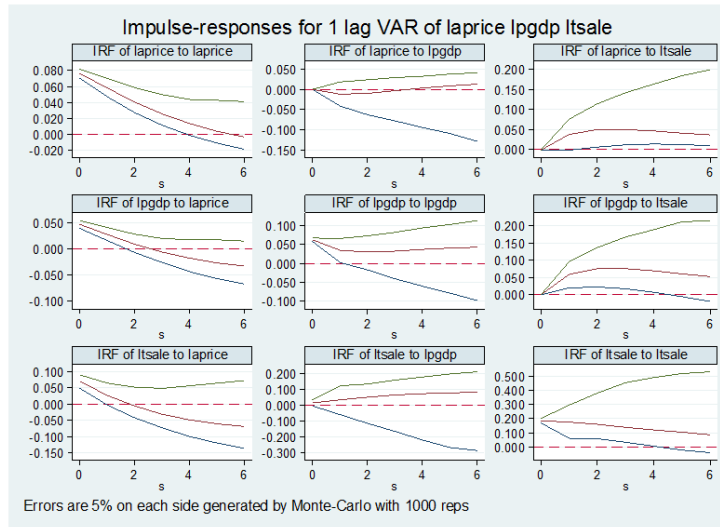 Impulse-responses for 1 lag VAR of laprice lpgdp ltsale
IRF of laprice to laprice
0.080
0.060
0.040
0.020
0.000
-0.020
0 2 4 6
s
IRF of laprice to lpgdp
0.050
0.000
-0.050
-0.100
-0.150
0 2 4 6
s
IRF of laprice to ltsale
0.200
0.150
0.100
0.050
0.000
0 2 4 6
s
IRF of lpgdp to laprice
0.050
0.000
-0.050
-0.100
0 2 4 6
s
IRF of lpgdp to lpgdp
0.100
0.050
0.000
-0.050
-0.100
0 2 4 6
s
IRF of lpgdp to ltsale
0.200
0.150
0.100
0.050
0.000
0 2 4 6
s
IRF of ltsale to laprice
0.100
0.050
0.000
-0.050
-0.100
-0.150
0 2 4 6
s
IRF of ltsale to lpgdp
0.200
0.100
0.000
-0.100
-0.200
-0.300
0 2 4 6
s
IRF of ltsale to ltsale
0.500
0.400
0.300
0.200
0.100
0.000
0 2 4 6
s
Errors are 5% on each side generated by Monte-Carlo with 1000 reps